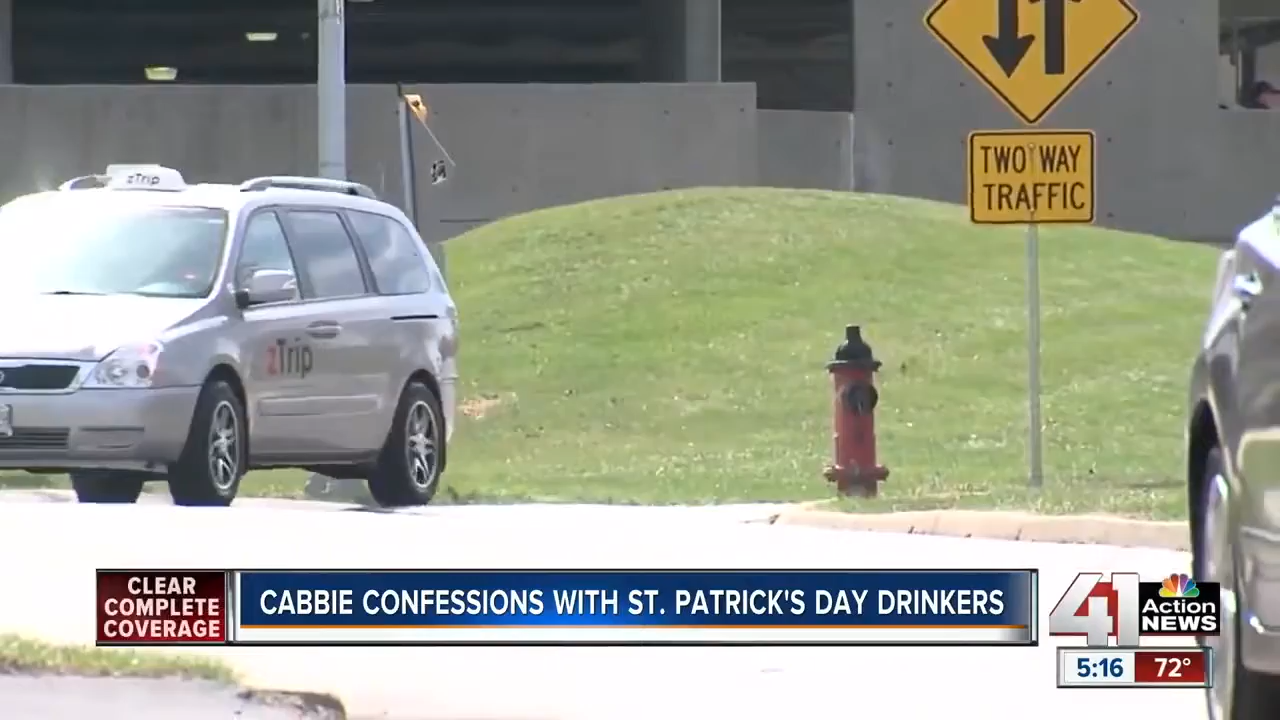 zTrip
TWO WAY
TRAFFIC
zTrip
CLEAR
COMPLETE
COVERAGE
CABBIE CONFESSIONS WITH ST. PATRICK'S DAY DRINKERS
41
Action
NEWS
5:16
72°